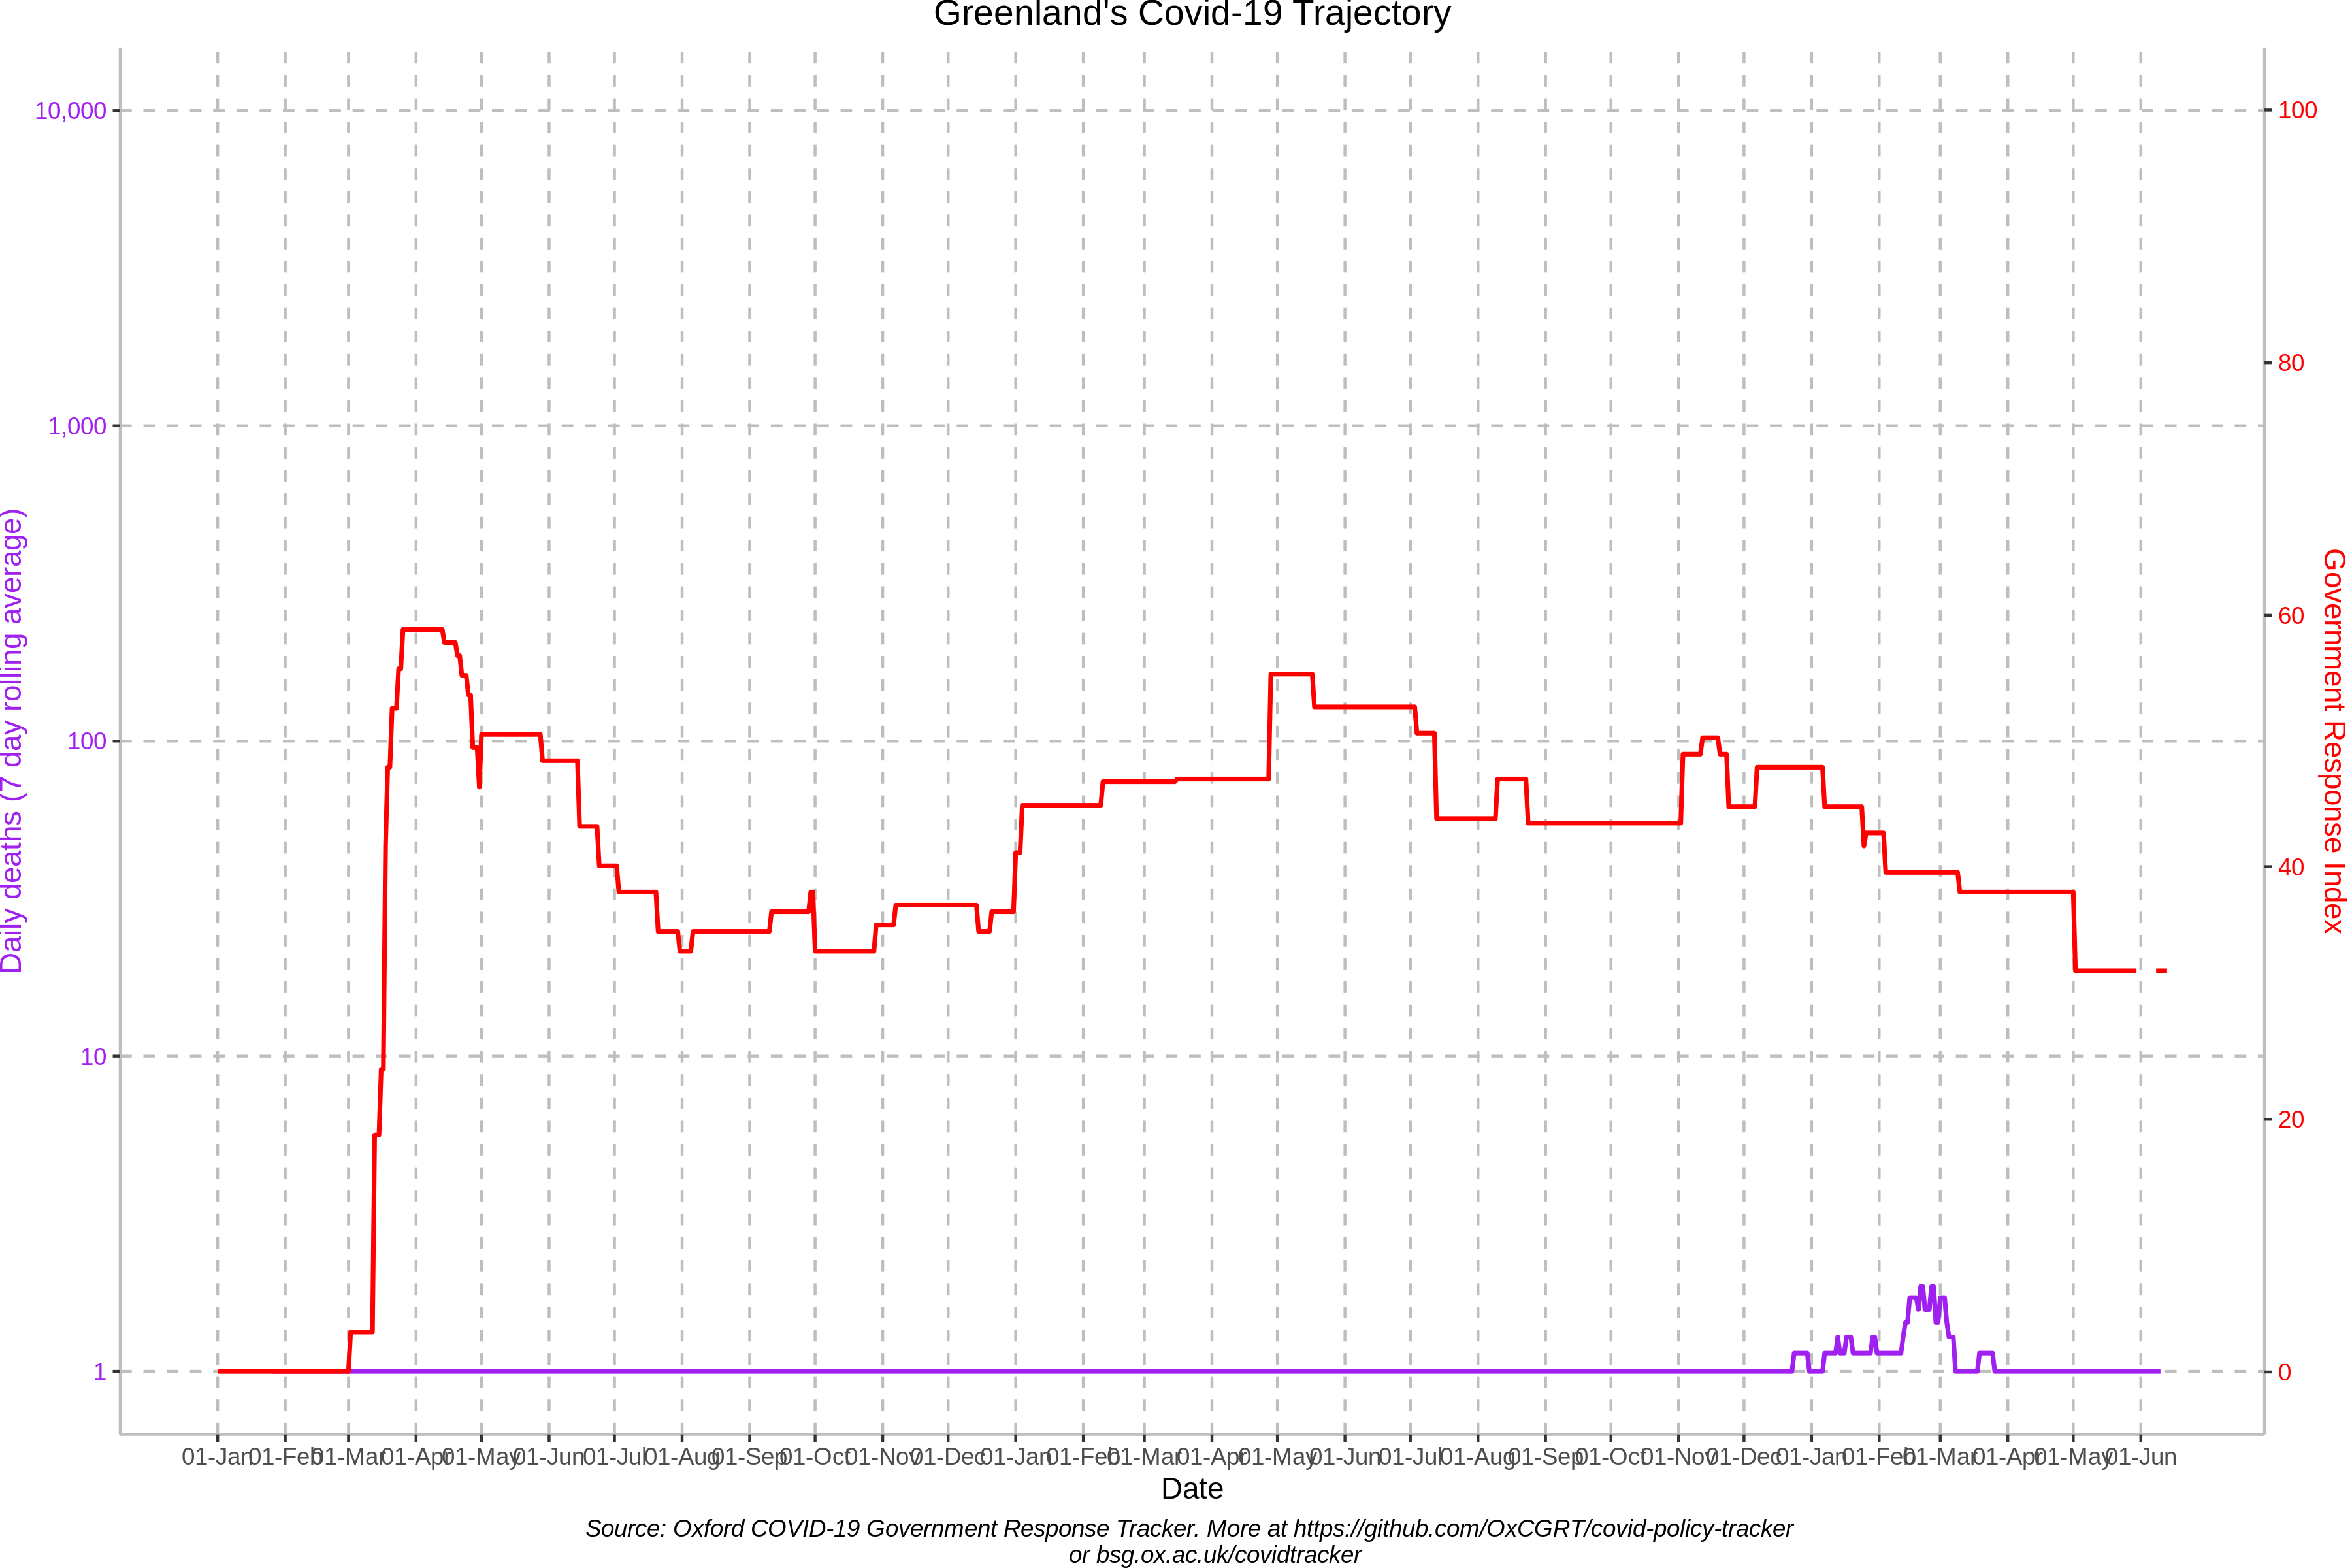 Greenland's Covid-19 Trajectory
10,000
1,000
100
10
1
Daily deaths (7 day rolling average)
100
80
60
40
20
0
Government Response Index
01-Jan 01-Feb 01-Mar 01-Apr 01-May 01-Jun 01-Jul 01-Aug 01-Sep 01-Oct 01-Nov 01-Dec 01-Jan 01-Feb 01-Mar 01-Apr 01-May 01-Jun 01-Jul 01-Aug 01-Sep 01-Oct 01-Nov 01-Dec 01-Jan 01-Feb 01-Mar 01-Apr 01-May 01-Jun
Date
Source: Oxford COVID-19 Government Response Tracker. More at https://github.com/OxCGRT/covid-policy-tracker
or bsg.ox.ac.uk/covidtracker